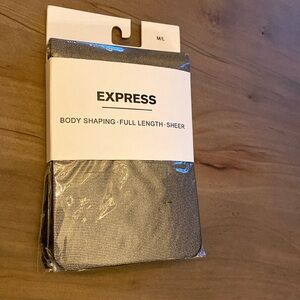 M/L
EXPRESS
BODY SHAPING·FULL LENGTH·SHEER